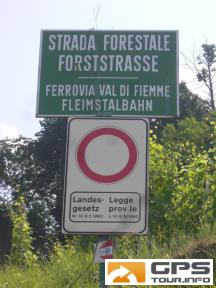 STRADA FORESTALE
FORSTSTRASSE
FERROVIA VAL DI FIEMME
FLEIMSTALBAHN
Landes-
gesetz
Legge
prov.le
GPS
TOUR.INFO